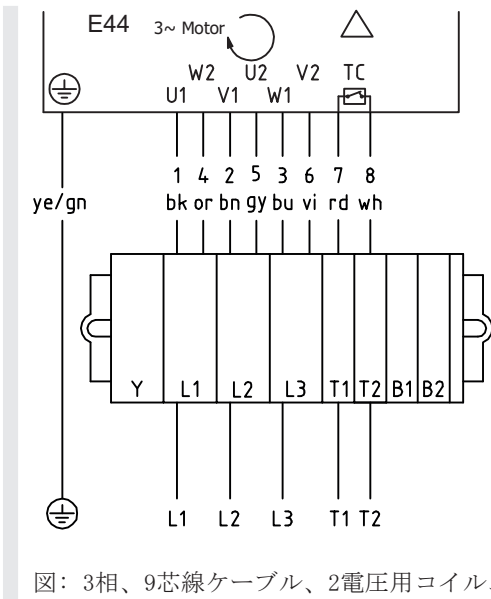 E44 3~ Motor
W2 U2 V2 TC
U1 V1 W1
1 4 2 5 3 6 7 8
ye/gn bk or bn gy bu vi rd wh
Y L1 L2 L3 T1 T2 B1 B2
L1 L2 L3 T1 T2
図: 3相、9芯線ケーブル、2電圧用コイル、